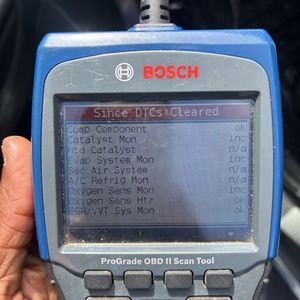 BOSCH
Since DTCs Cleared
Comp Component ok
Catalyst Mon inc
Htd Catalyst n/a
Evap System Mon inc
Sec Air System n/a
A/C Refrig Mon n/a
Oxygen Sens Mon inc
Oxygen Sens Htr ok
EGR/VVT Sys Mon ok
ProGrade OBD II Scan Tool